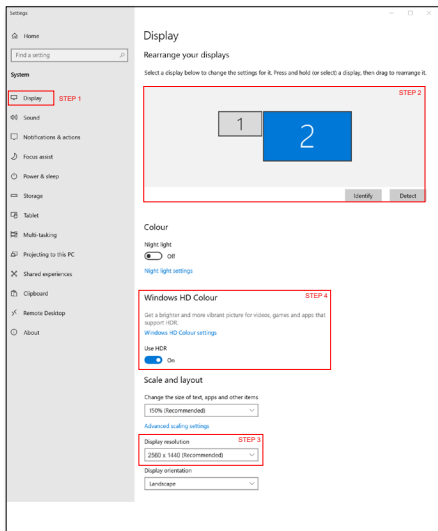 Settings
Home
Find a setting
System
Display
STEP 1
Sound
Notifications & actions
Focus assist
Power & sleep
Storage
Tablet
Multi-tasking
Projecting to this PC
Shared experiences
Clipboard
Remote Desktop
About
Display
Rearrange your displays
Select a display below to change the settings for it. Press and hold (or select) a display, then drag to rearrange it.
STEP 2
1
2
Identify
Detect
Colour
Night light
Off
Night light settings
Windows HD Colour
STEP 4
Get a brighter and more vibrant picture for videos, games and apps that
support HDR.
Windows HD Colour settings
Use HDR
On
Scale and layout
Change the size of text, apps and other items
150% (Recommended)
Advanced scaling settings
Display resolution
STEP 3
2560 x 1440 (Recommended)
Display orientation
Landscape